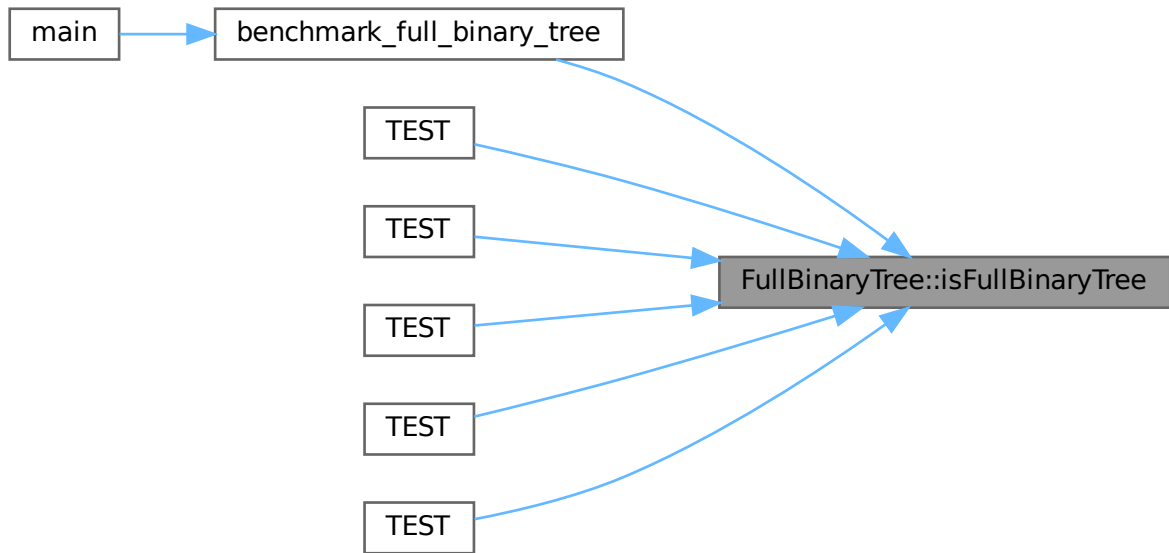 main
benchmark_full_binary_tree
TEST
TEST
FullBinaryTree::isFullBinaryTree
TEST
TEST
TEST